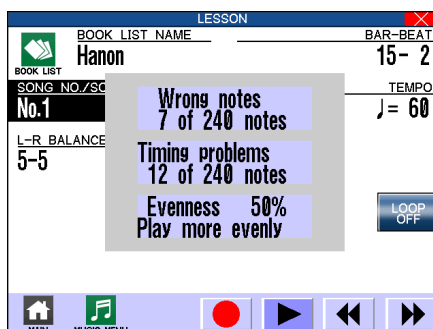 LESSON
BOOK LIST NAME
BAR-BEAT
BOOK LIST
Hanon
15- 2
SONG NO./SO
TEMPO
No.1
♩= 60
L-R BALANCE
5-5
Wrong notes
7 of 240 notes
Timing problems
12 of 240 notes
Evenness 50%
Play more evenly
LOOP
OFF
MAIN
MUSIC MENU